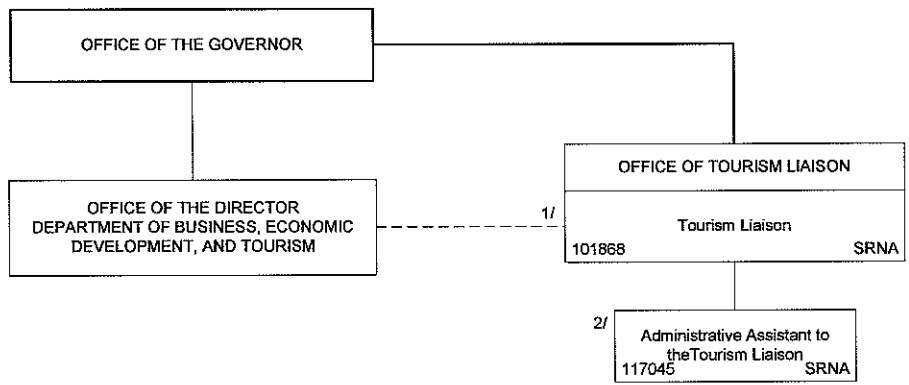 OFFICE OF THE GOVERNOR
OFFICE OF TOURISM LIAISON
OFFICE OF THE DIRECTOR
DEPARTMENT OF BUSINESS, ECONOMIC
DEVELOPMENT, AND TOURISM
1/
Tourism Liaison
101868 SRNA
2/
Administrative Assistant to
theTourism Liaison
117045 SRNA